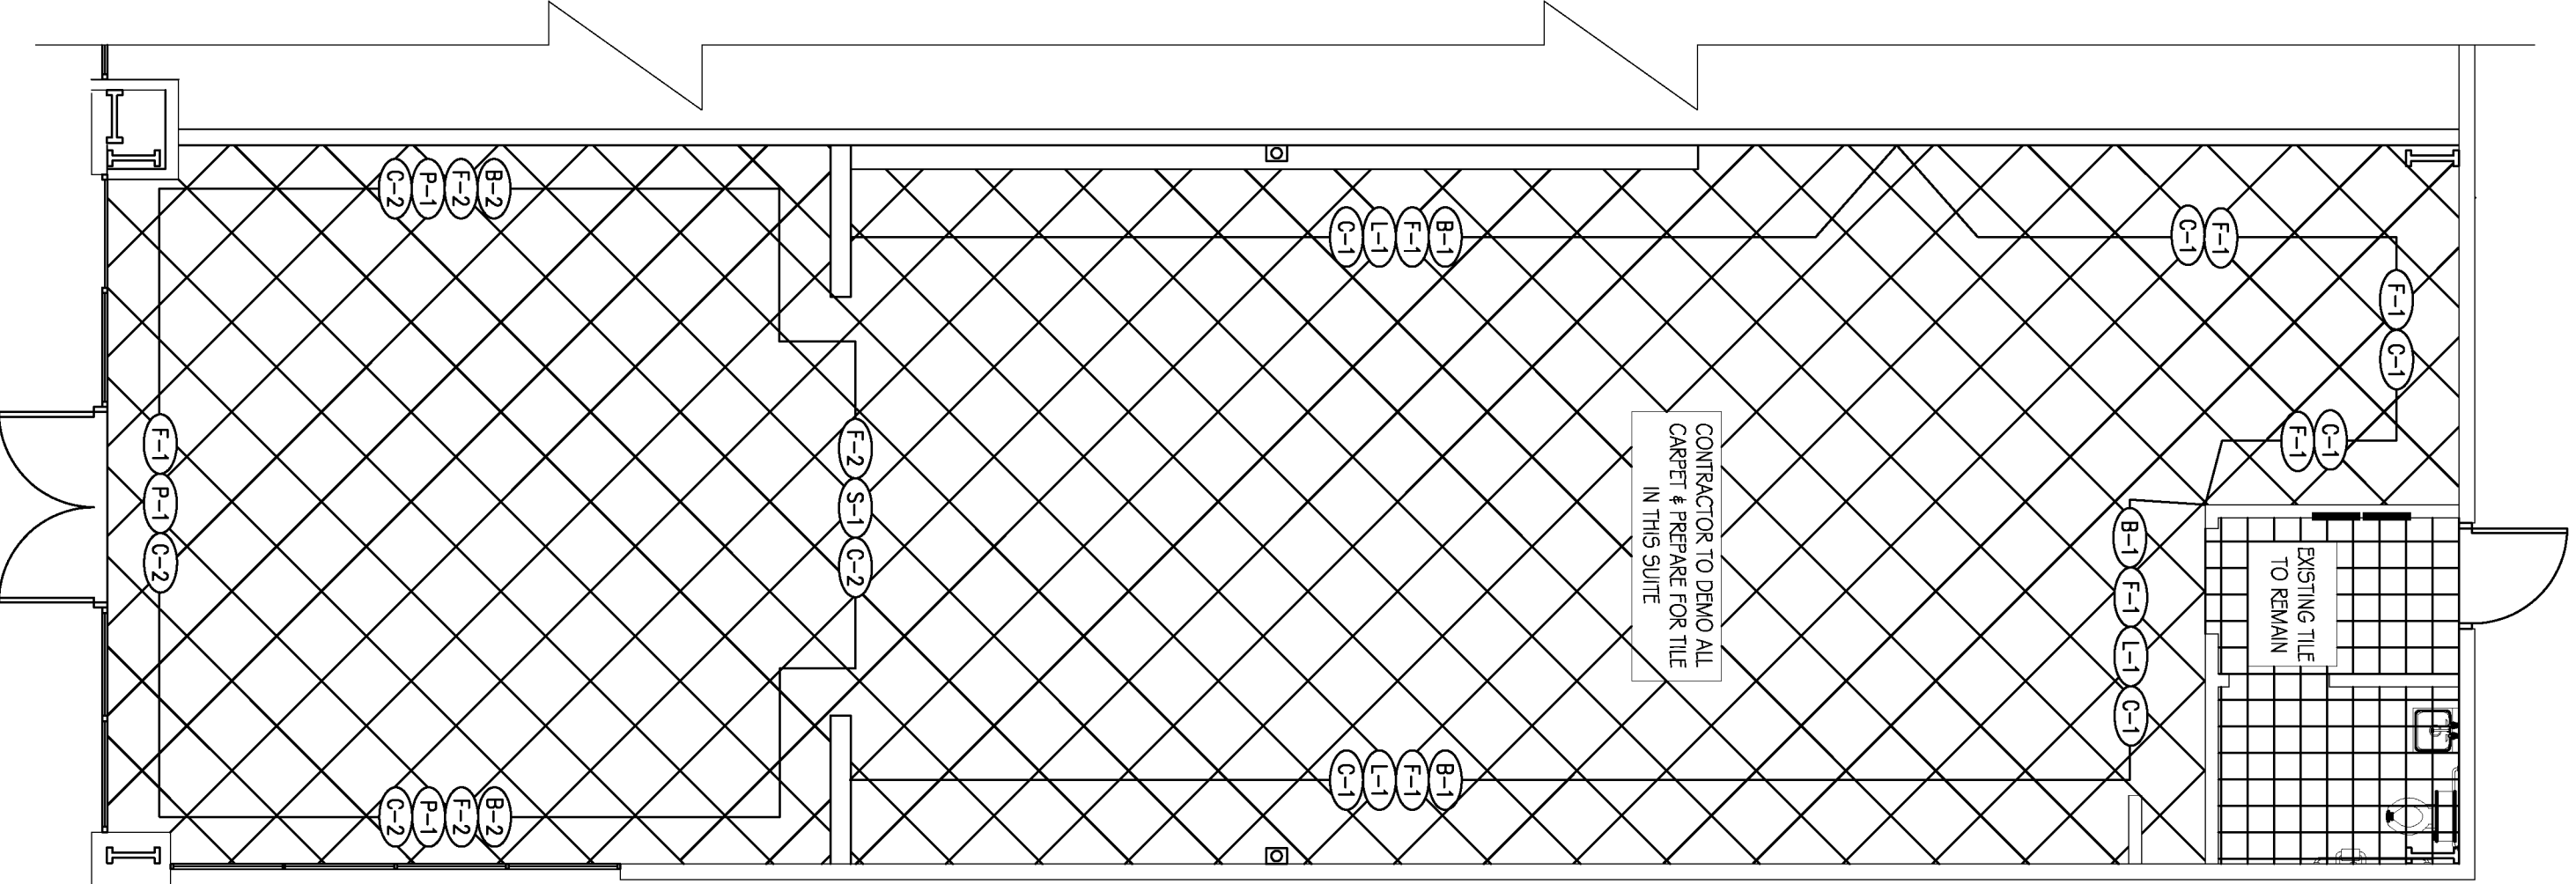 C-2
P-1
F-2
B-2
C-1
L-1
F-1
B-1
C-1
F-1
F-1
C-1
F-1
C-1
F-1
P-1
C-2
F-2
S-1
C-2
CONTRACTOR TO DEMO ALL
CARPET & PREPARE FOR TILE
IN THIS SUITE
B-1
F-1
L-1
C-1
EXISTING TILE
TO REMAIN
C-2
P-1
F-2
B-2
C-1
L-1
F-1
B-1